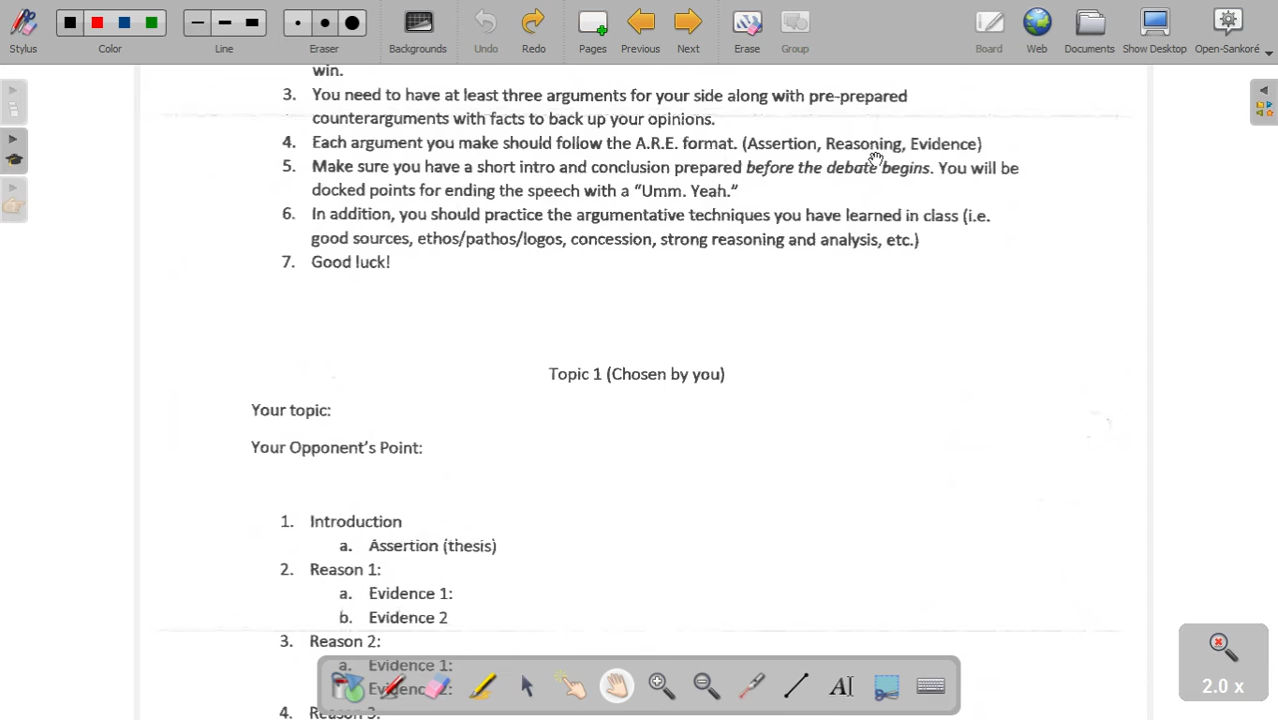 Stylus Color Line Eraser Backgrounds Undo Redo Pages Previous Next Erase Group Board Web Documents Show Desktop Open-Sankoré
win.
3. You need to have at least three arguments for your side along with pre-prepared
counterarguments with facts to back up your opinions.
4. Each argument you make should follow the A.R.E. format. (Assertion, Reasoning, Evidence)
5. Make sure you have a short intro and conclusion prepared before the debate begins. You will be
docked points for ending the speech with a “Umm. Yeah.”
6. In addition, you should practice the argumentative techniques you have learned in class (i.e.
good sources, ethos/pathos/logos, concession, strong reasoning and analysis, etc.)
7. Good luck!
Topic 1 (Chosen by you)
Your topic:
Your Opponent’s Point:
1. Introduction
a. Assertion (thesis)
2. Reason 1:
a. Evidence 1:
b. Evidence 2
3. Reason 2:
a. Evidence 1:
2:
4. Reason 3:
2.0 x